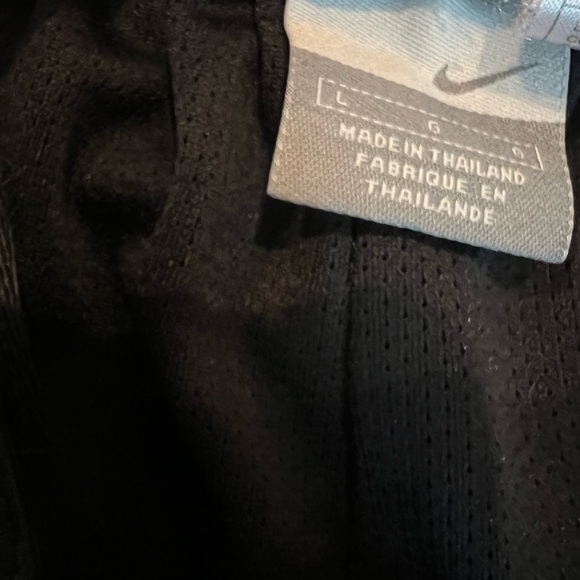 L G G
MADE IN THAILAND
FABRIQUE EN
THAILANDE